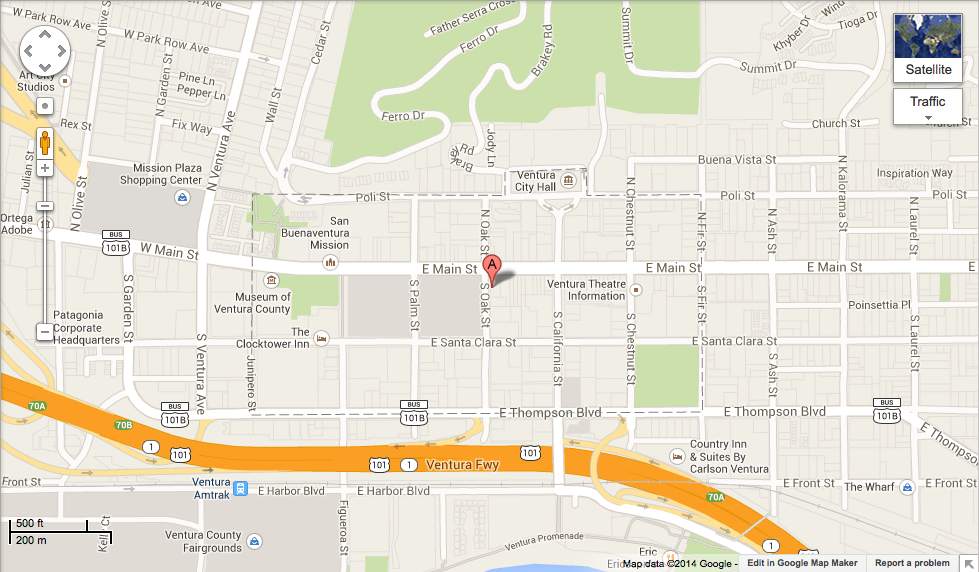 W Park Row Ave
W Park Row Ave
N Olive St
N Garden St
Cedar St
Father Serra Cross
Ferro Dr
Brakey Rd
Summit Dr
Khyber Dr
Wind
Tioga Dr
Satellite
Traffic
Art City
Studios
Pine Ln
Pepper Ln
Wall St
Summit Dr
Rex St
Fix Way
N Ventura Ave
Ferro Dr
Jody Ln
Church St
Church St
Julian St
N Olive St
Mission Plaza
Shopping Center
Brakey Rd
Buena Vista St
N Kalorama St
Inspiration Way
Ventura
City Hall
Poli St
Poli St
Poli St
Ortega
Adobe
BUS
101B
W Main St
San
Buenaventura
Mission
N Oak St
N Chestnut St
N Fir St
N Ash St
N Laurel St
E Main St
A
E Main St
E Main St
E
S Garden St
Museum of
Ventura County
S Palm St
S Oak St
Ventura Theatre
Information
S Fir St
Poinsettia Pl
Patagonia
Corporate
Headquarters
S Ventura Ave
The
Clocktower Inn
E Santa Clara St
E Santa Clara St
S California St
S Chestnut St
S Ash St
S Laurel St
Junipero St
BUS
101B
BUS
101B
E Thompson Blvd
E Thompson Blvd
BUS
101B
E Thompson
70A
70B
1
101
101
1
Ventura Fwy
101
Country Inn
& Suites By
Carlson Ventura
70A
Front St
Ventura
Amtrak
E Harbor Blvd
E Harbor Blvd
E Front St
E Front St
The Wharf
500 ft
200 m
Kelly Ct
Ventura County
Fairgrounds
Figueroa St
Ventura Promenade
Eric
1
Map data ©2014 Google -
Edit in Google Map Maker
Report a problem